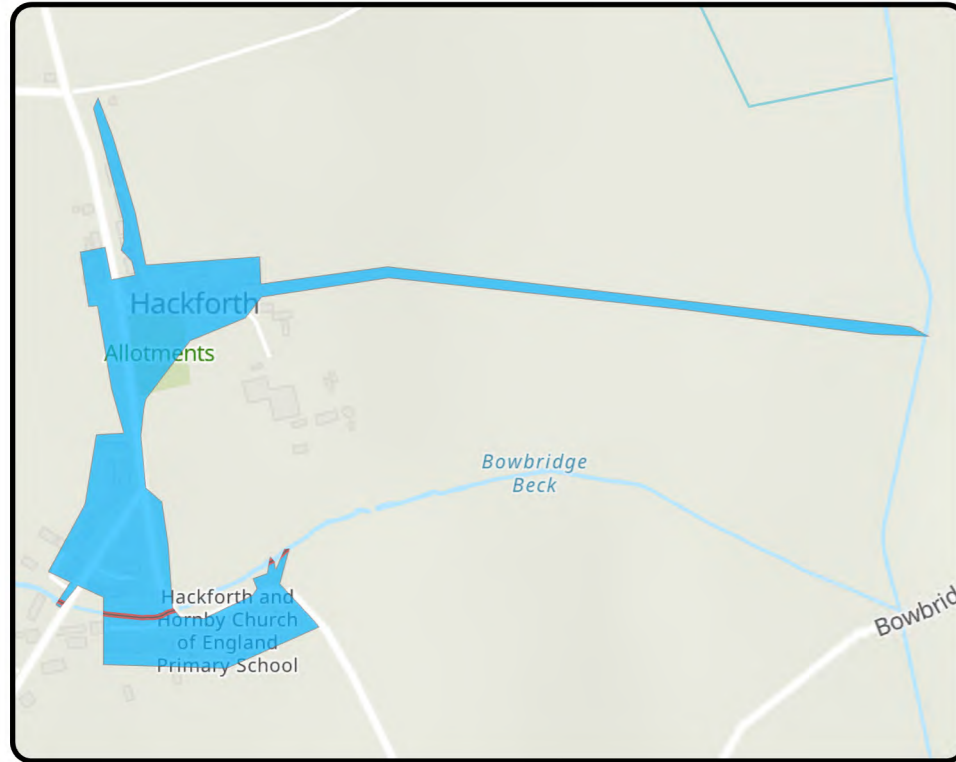 Hackforth
Allotments
Bowbridge
Beck
Hackforth and
Hornby Church
of England
Primary School
Bowbrid